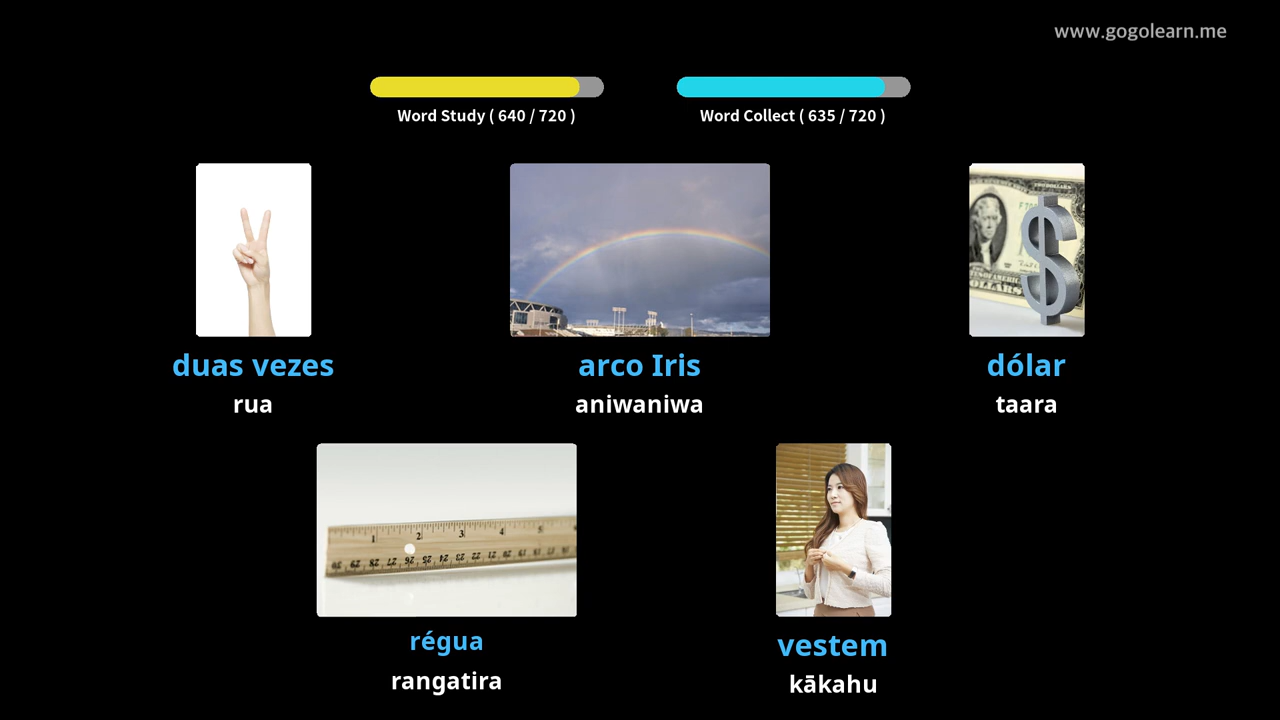 www.gogolearn.me
Word Study ( 640 / 720 )
Word Collect ( 635 / 720 )
duas vezes
rua
arco Iris
aniwaniwa
dólar
taara
régua
rangatira
vestem
kākahu